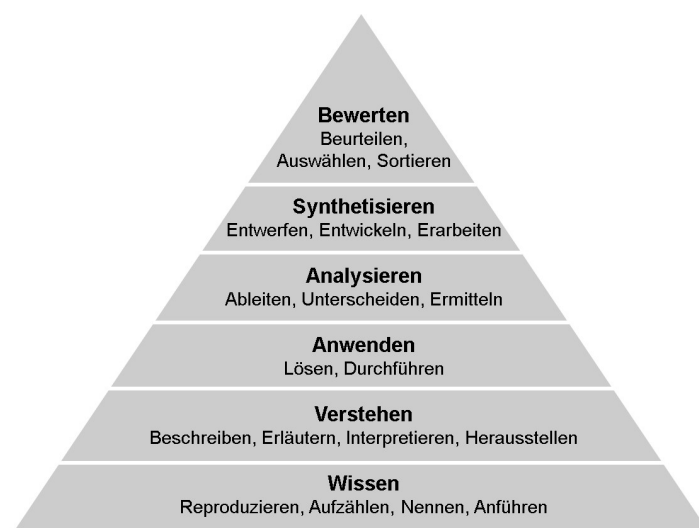 Bewerten
Beurteilen,
Auswählen, Sortieren
Synthetisieren
Entwerfen, Entwickeln, Erarbeiten
Analysieren
Ableiten, Unterscheiden, Ermitteln
Anwenden
Lösen, Durchführen
Verstehen
Beschreiben, Erläutern, Interpretieren, Herausstellen
Wissen
Reproduzieren, Aufzählen, Nennen, Anführen